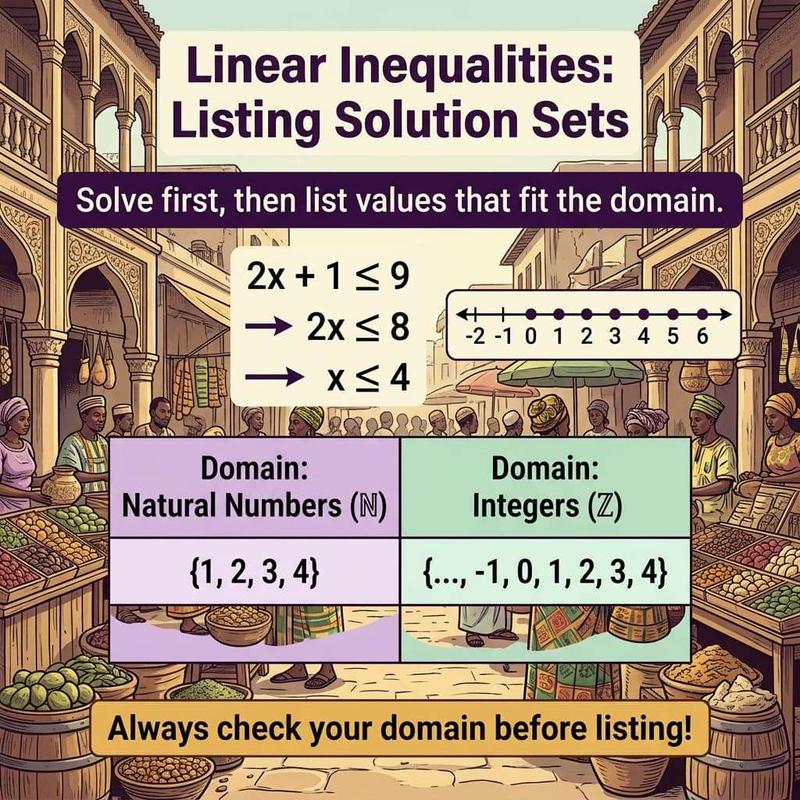 Linear Inequalities:
Listing Solution Sets
Solve first, then list values that fit the domain.
2x + 1 ≤ 9
→ 2x ≤ 8
→ x ≤ 4
-2 -1 0 1 2 3 4 5 6
Domain:
Natural Numbers (ℕ)
Domain:
Integers (ℤ)
{1, 2, 3, 4}
{..., -1, 0, 1, 2, 3, 4}
Always check your domain before listing!